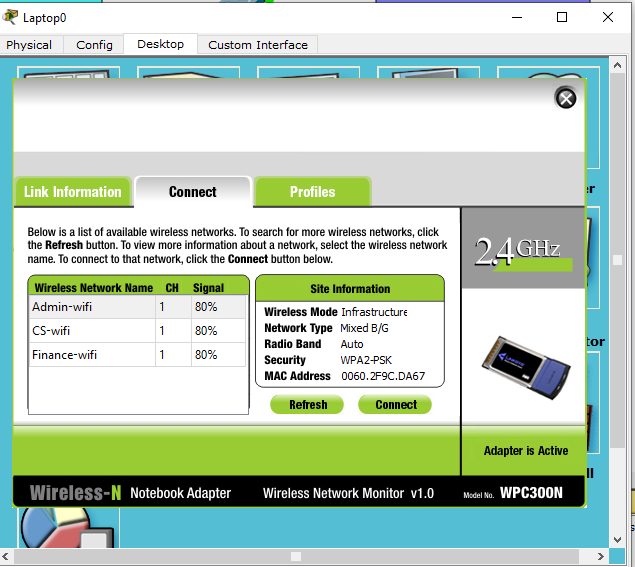 Laptop0
Physical Config Desktop Custom Interface
Link Information Connect Profiles
Below is a list of available wireless networks. To search for more wireless networks, click
the Refresh button. To view more information about a network, select the wireless network
name. To connect to that network, click the Connect button below.
2.4GHz
Wireless Network Name CH Signal
Admin-wifi 1 80%
CS-wifi 1 80%
Finance-wifi 1 80%
Site Information
Wireless Mode Infrastructure
Network Type Mixed B/G
Radio Band Auto
Security WPA2-PSK
MAC Address 0060.2F9C.DA67
Refresh Connect
Adapter is Active
Wireless-N Notebook Adapter Wireless Network Monitor v1.0 Model No. WPC300N